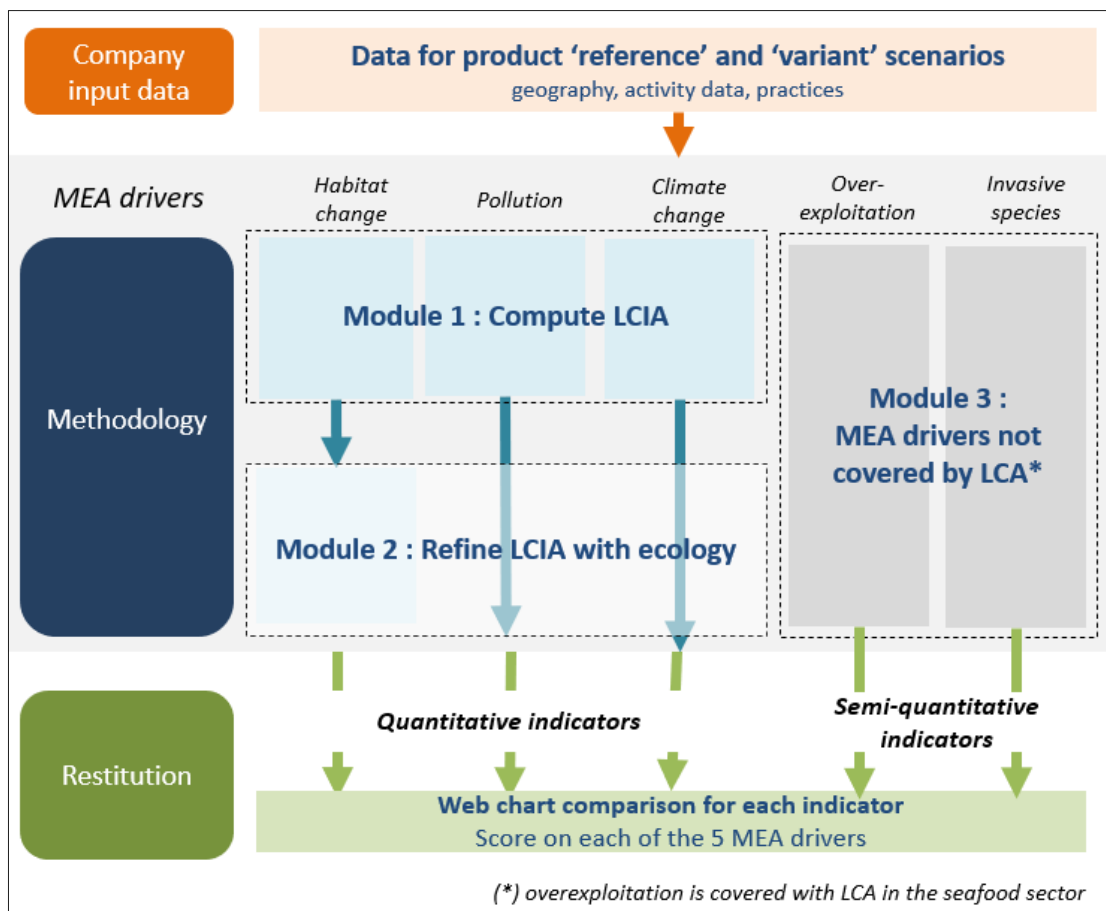 Company
input data
Data for product ‘reference’ and ‘variant’ scenarios
geography, activity data, practices
MEA drivers
Habitat
change
Pollution
Climate
change
Over-
exploitation
Invasive
species
Methodology
Module 1 : Compute LCIA
Module 2 : Refine LCIA with ecology
Module 3 :
MEA drivers not
covered by LCA*
Restitution
Quantitative indicators
Semi-quantitative
indicators
Web chart comparison for each indicator
Score on each of the 5 MEA drivers
(*) overexploitation is covered with LCA in the seafood sector